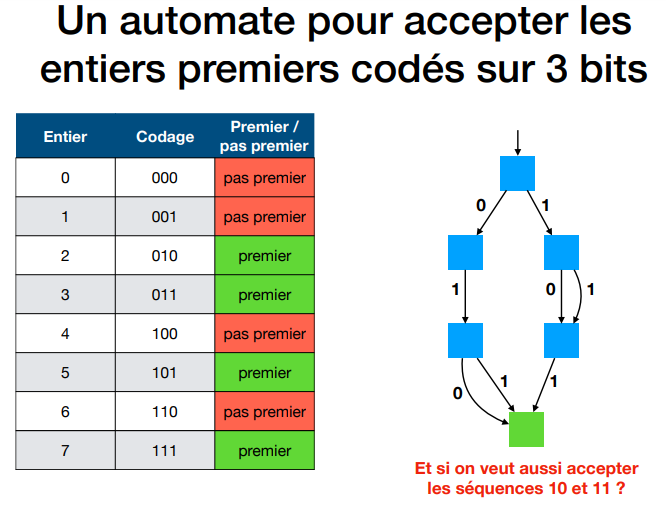 Un automate pour accepter les
entiers premiers codés sur 3 bits
Entier Codage Premier /
pas premier
0 000 pas premier
1 001 pas premier
2 010 premier
3 011 premier
4 100 pas premier
5 101 premier
6 110 pas premier
7 111 premier
0 1
1 0 1
0 1 1
Et si on veut aussi accepter
les séquences 10 et 11 ?